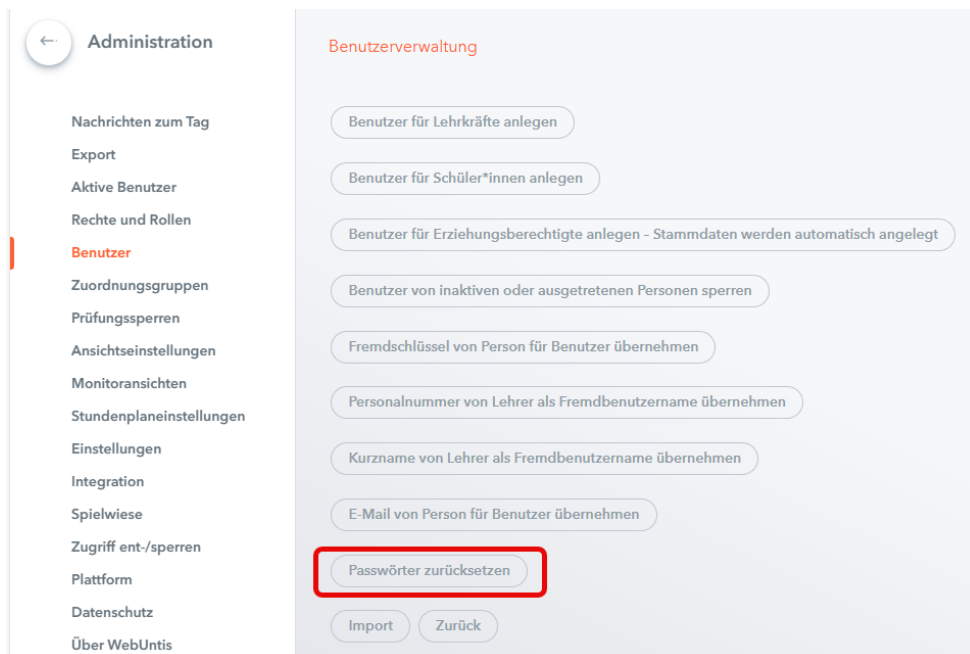 Administration
Nachrichten zum Tag
Export
Aktive Benutzer
Rechte und Rollen
Benutzer
Zuordnungsgruppen
Prüfungssperren
Ansichtseinstellungen
Monitoransichten
Stundenplaneinstellungen
Einstellungen
Integration
Spielwiese
Zugriff ent-/sperren
Plattform
Datenschutz
Über WebUntis
Benutzerverwaltung
Benutzer für Lehrkräfte anlegen
Benutzer für Schüler*innen anlegen
Benutzer für Erziehungsberechtigte anlegen - Stammdaten werden automatisch angelegt
Benutzer von inaktiven oder ausgetretenen Personen sperren
Fremdschlüssel von Person für Benutzer übernehmen
Personalnummer von Lehrer als Fremdbenutzername übernehmen
Kurzname von Lehrer als Fremdbenutzername übernehmen
E-Mail von Person für Benutzer übernehmen
Passwörter zurücksetzen
Import Zurück